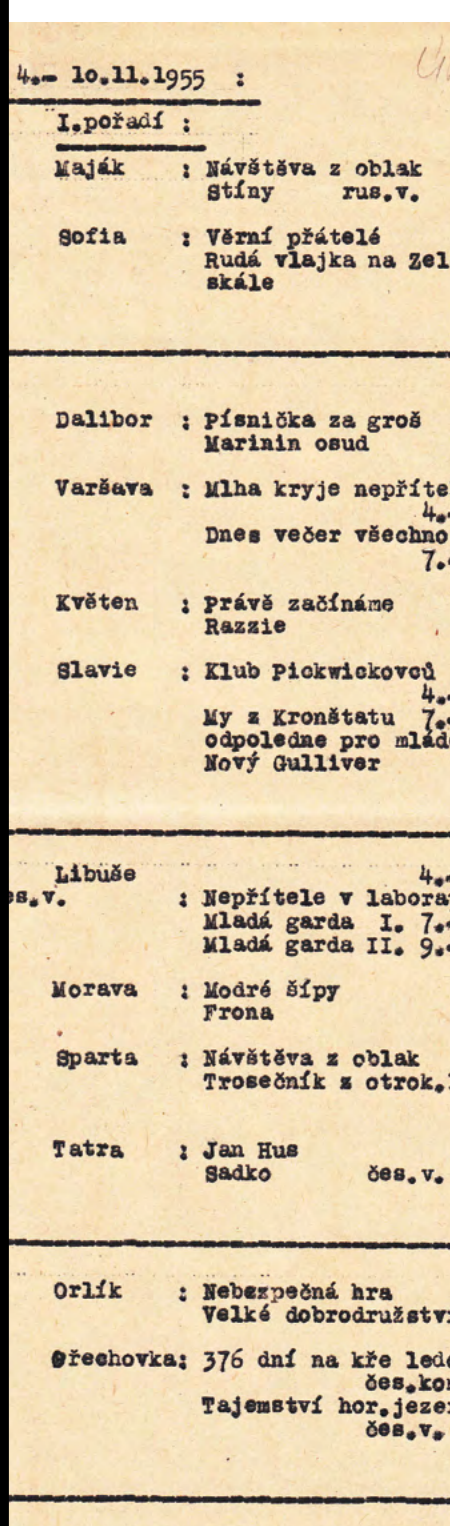 4.- 10.11.1955 :
I.pořadí :
Maják : Návštěva z oblak
Stíny rus.v.
Sofia : Věrní přátelé
Rudá vlajka na Zel
skále
Dalibor : Písnička za groš
Marinin osud
Varšava : Mlha kryje nepříte
4.-
Dnes večer všechno
7.-
Květen : Právě začínáme
Razzie
Slavie : Klub Pickwickovců
4.-
My z Kronštatu 7.-
odpoledne pro mlád
Nový Gulliver
Libuše 4.-
es.v. : Nepřítele v labora
Mladá garda I. 7.-
Mladá garda II. 9.-
Morava : Modré šípy
Frona
Sparta : Návštěva z oblak
Trosečník z otrok.
Tatra : Jan Hus
Sadko čes.v.
Orlík : Nebezpečná hra
Velké dobrodružstv
Ořechovka: 376 dní na kře led
čes.kom
Tajemství hor.jezer
čes.v.